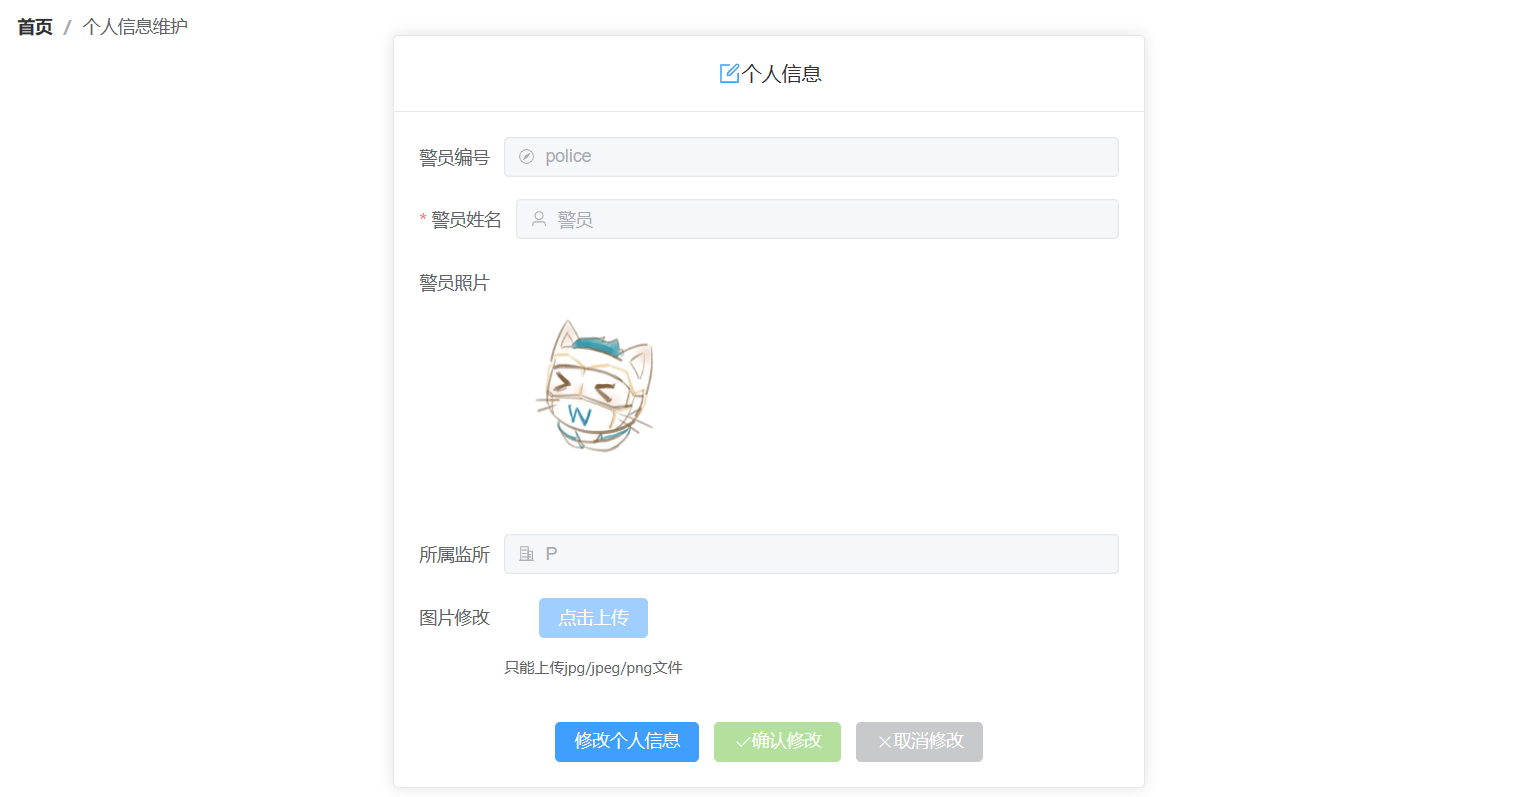 首页 / 个人信息维护
个人信息
警员编号 police
* 警员姓名 警员
警员照片
W
所属监所 P
图片修改 点击上传
只能上传jpg/jpeg/png文件
修改个人信息 确认修改 取消修改